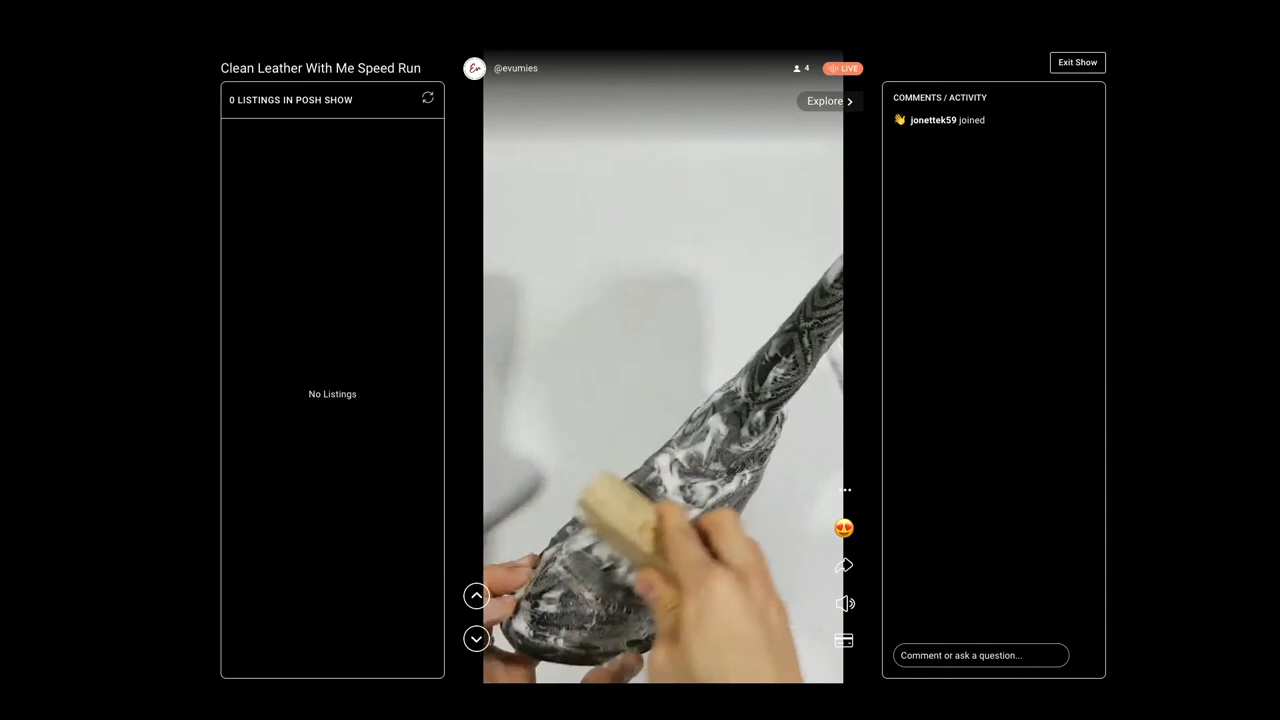 Clean Leather With Me Speed Run
0 LISTINGS IN POSH SHOW
No Listings
Ev
@evumies
4
LIVE
Explore
Exit Show
COMMENTS / ACTIVITY
👋 jonettek59 joined
Comment or ask a question...